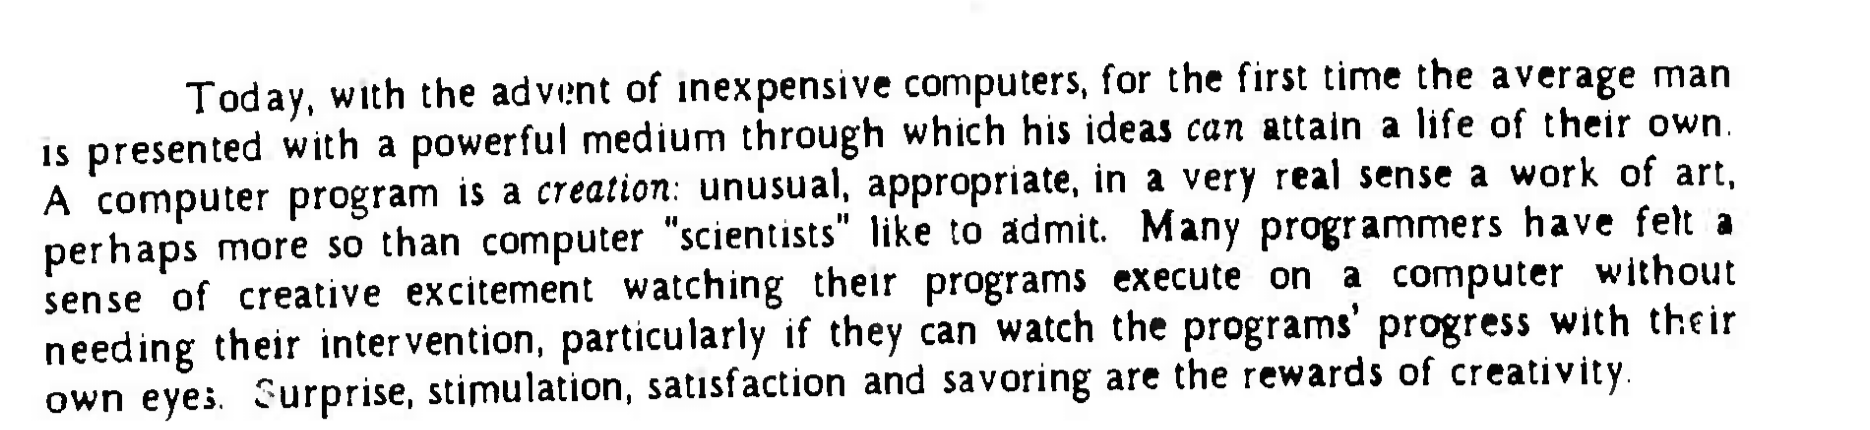 Today, with the advent of inexpensive computers, for the first time the average man
is presented with a powerful medium through which his ideas can attain a life of their own.
A computer program is a creation: unusual, appropriate, in a very real sense a work of art,
perhaps more so than computer "scientists" like to admit. Many programmers have felt a
sense of creative excitement watching their programs execute on a computer without
needing their intervention, particularly if they can watch the programs' progress with their
own eyes. Surprise, stimulation, satisfaction and savoring are the rewards of creativity.